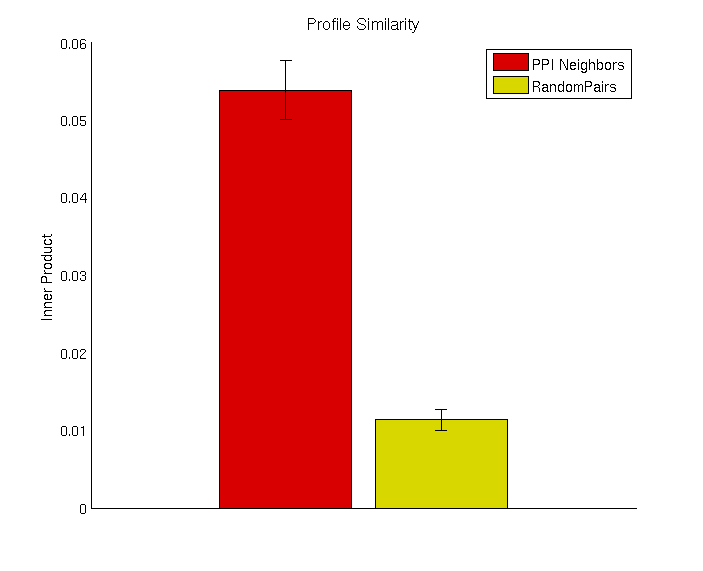 Profile Similarity
PPI Neighbors
RandomPairs
Inner Product
0.06
0.05
0.04
0.03
0.02
0.01
0